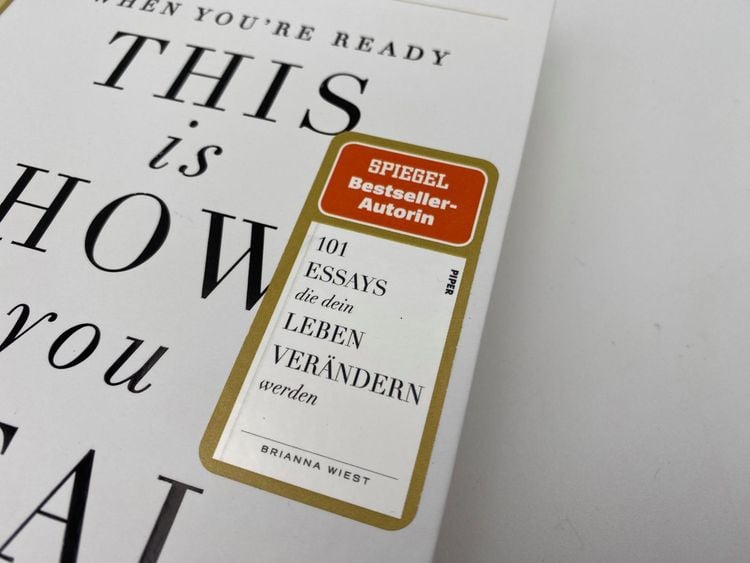 WHEN YOU'RE READY
THIS
is
HOW
you
SPIEGEL
Bestseller-
Autorin
101
ESSAYS
die dein
LEBEN
VERÄNDERN
werden
BRIANNA WIEST
PIPER